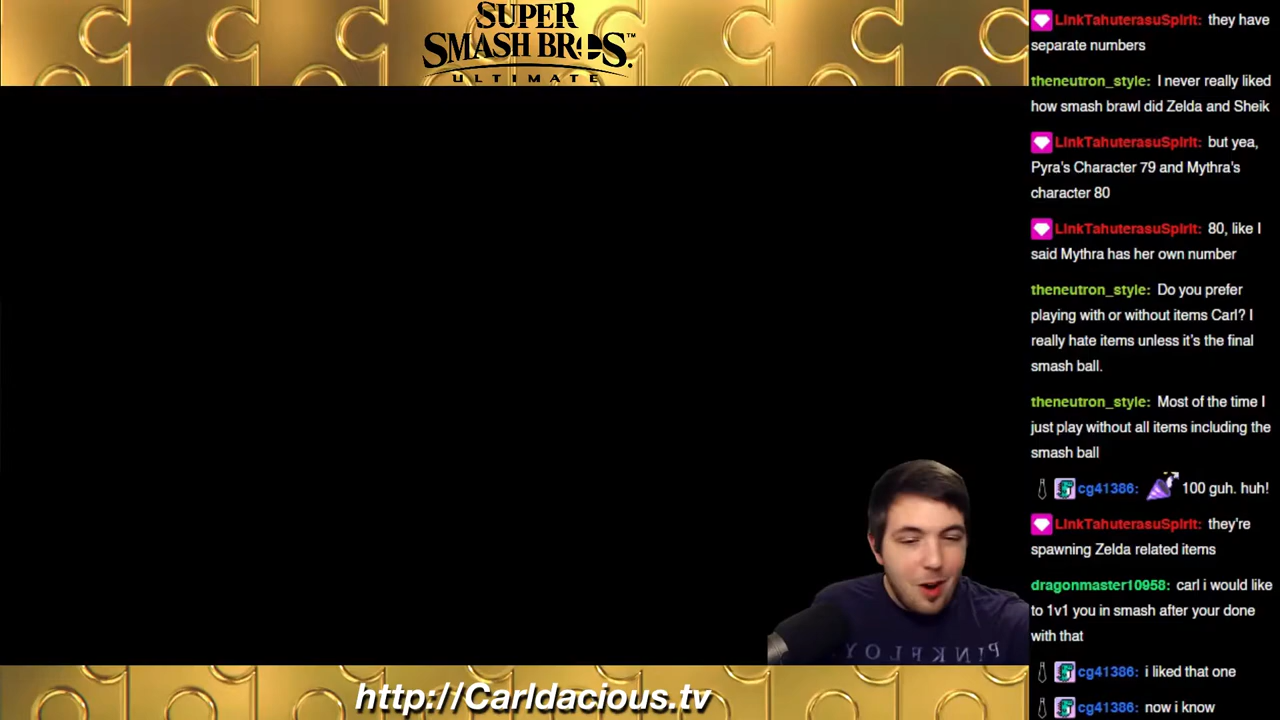 SUPER
SMASH BROS.™
ULTIMATE
LinkTahuterasuSpirit: they have
separate numbers
theneutron_style: I never really liked
how smash brawl did Zelda and Sheik
LinkTahuterasuSpirit: but yea,
Pyra's Character 79 and Mythra's
character 80
LinkTahuterasuSpirit: 80, like I
said Mythra has her own number
theneutron_style: Do you prefer
playing with or without items Carl? I
really hate items unless it's the final
smash ball.
theneutron_style: Most of the time I
just play without all items including the
smash ball
cg41386: 100 guh. huh!
LinkTahuterasuSpirit: they're
spawning Zelda related items
dragonmaster10958: carl i would like
to 1v1 you in smash after your done
with that
cg41386: i liked that one
cg41386: now i know
PINK FLOY
http://Carldacious.tv